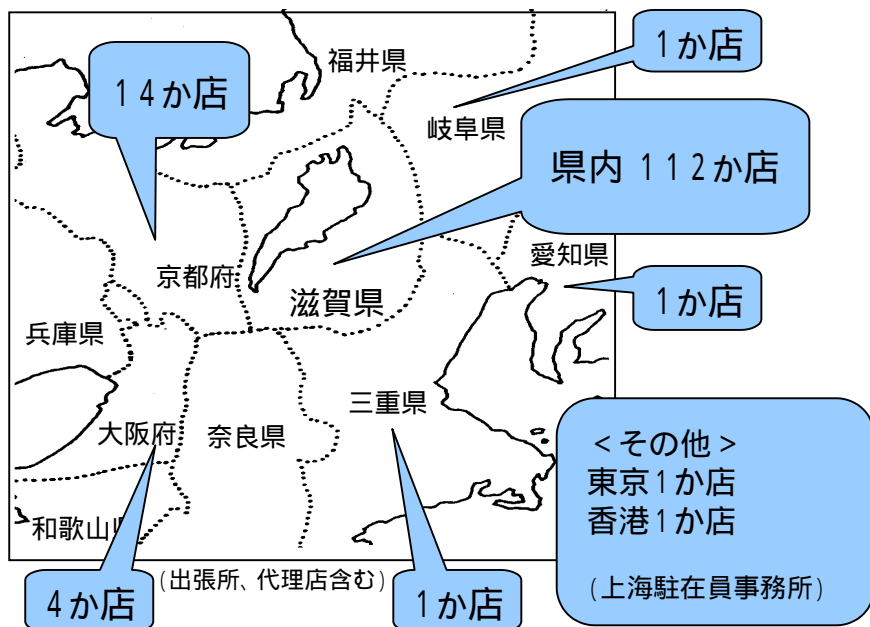 福井県
1か店
14か店
岐阜県
県内 112か店
愛知県
京都府
滋賀県
1か店
兵庫県
三重県
大阪府
奈良県
<その他>
東京1か店
香港1か店
和歌山県
(出張所、代理店含む)
(上海駐在員事務所)
4か店
1か店